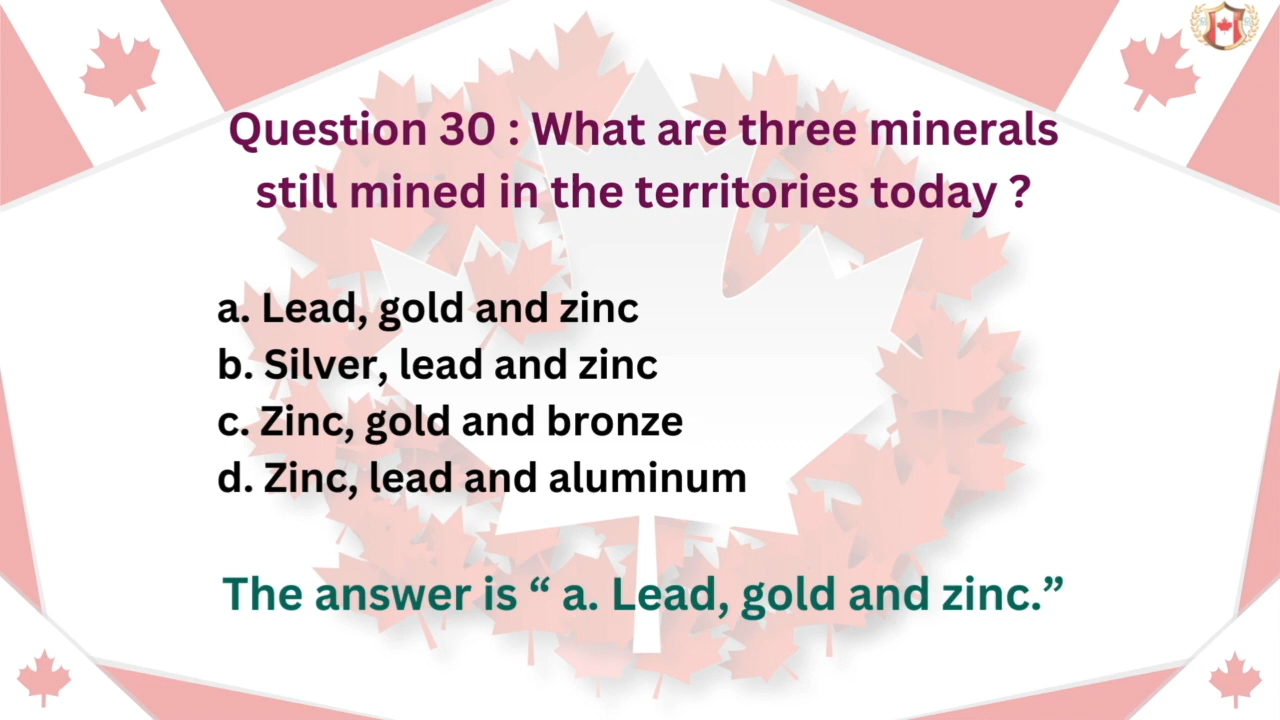 Question 30 : What are three minerals
still mined in the territories today ?
a. Lead, gold and zinc
b. Silver, lead and zinc
c. Zinc, gold and bronze
d. Zinc, lead and aluminum
The answer is “ a. Lead, gold and zinc.”